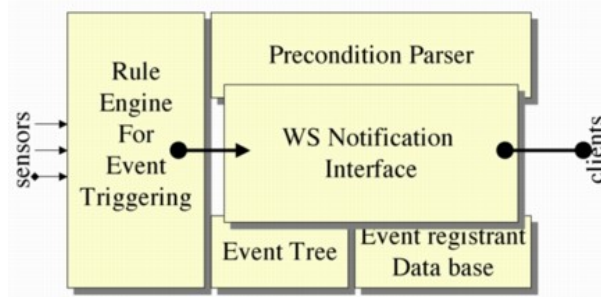 sensors
Rule
Engine
For
Event
Triggering
Precondition Parser
WS Notification
Interface
clients
Event Tree
Event registrant
Data base